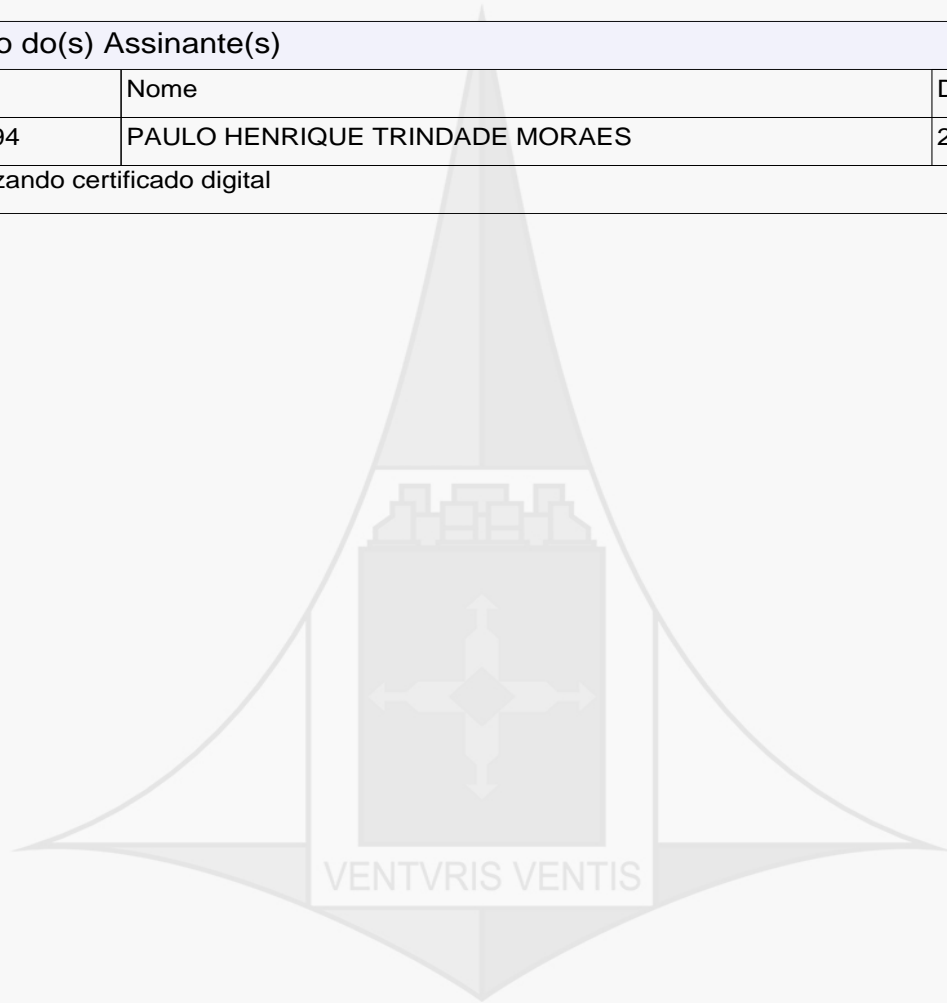 o do(s) Assinante(s)
Nome D
94 PAULO HENRIQUE TRINDADE MORAES 2
zando certificado digital
VENTVRIS VENTIS